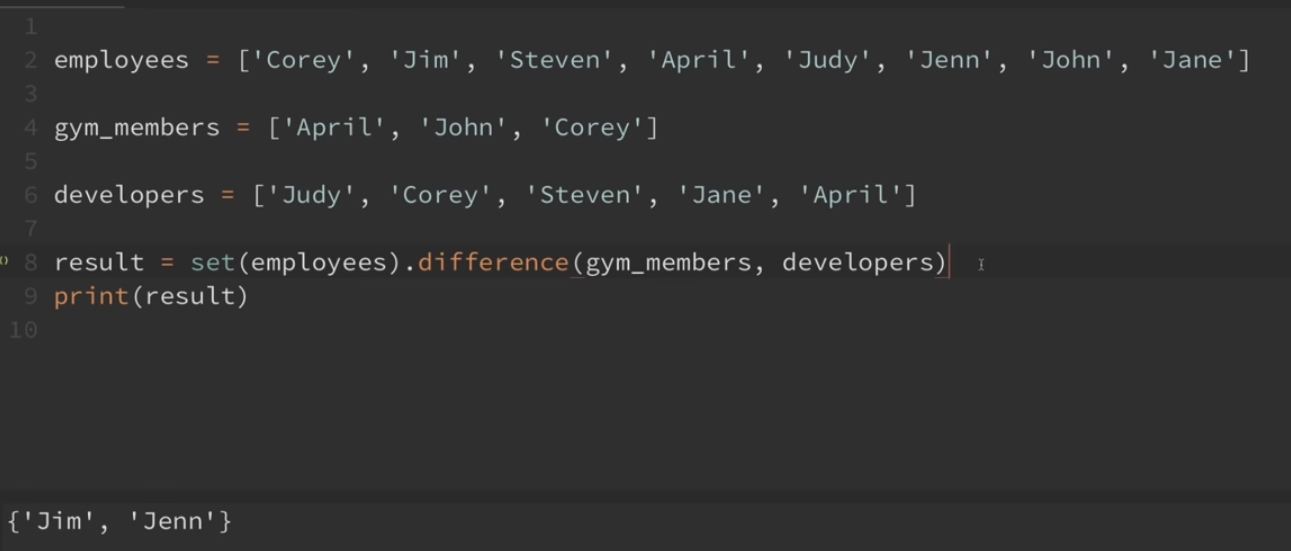 1
2 employees = ['Corey', 'Jim', 'Steven', 'April', 'Judy', 'Jenn', 'John', 'Jane']
3
4 gym_members = ['April', 'John', 'Corey']
5
6 developers = ['Judy', 'Corey', 'Steven', 'Jane', 'April']
7
8 result = set(employees).difference(gym_members, developers)
9 print(result)
10
{'Jim', 'Jenn'}